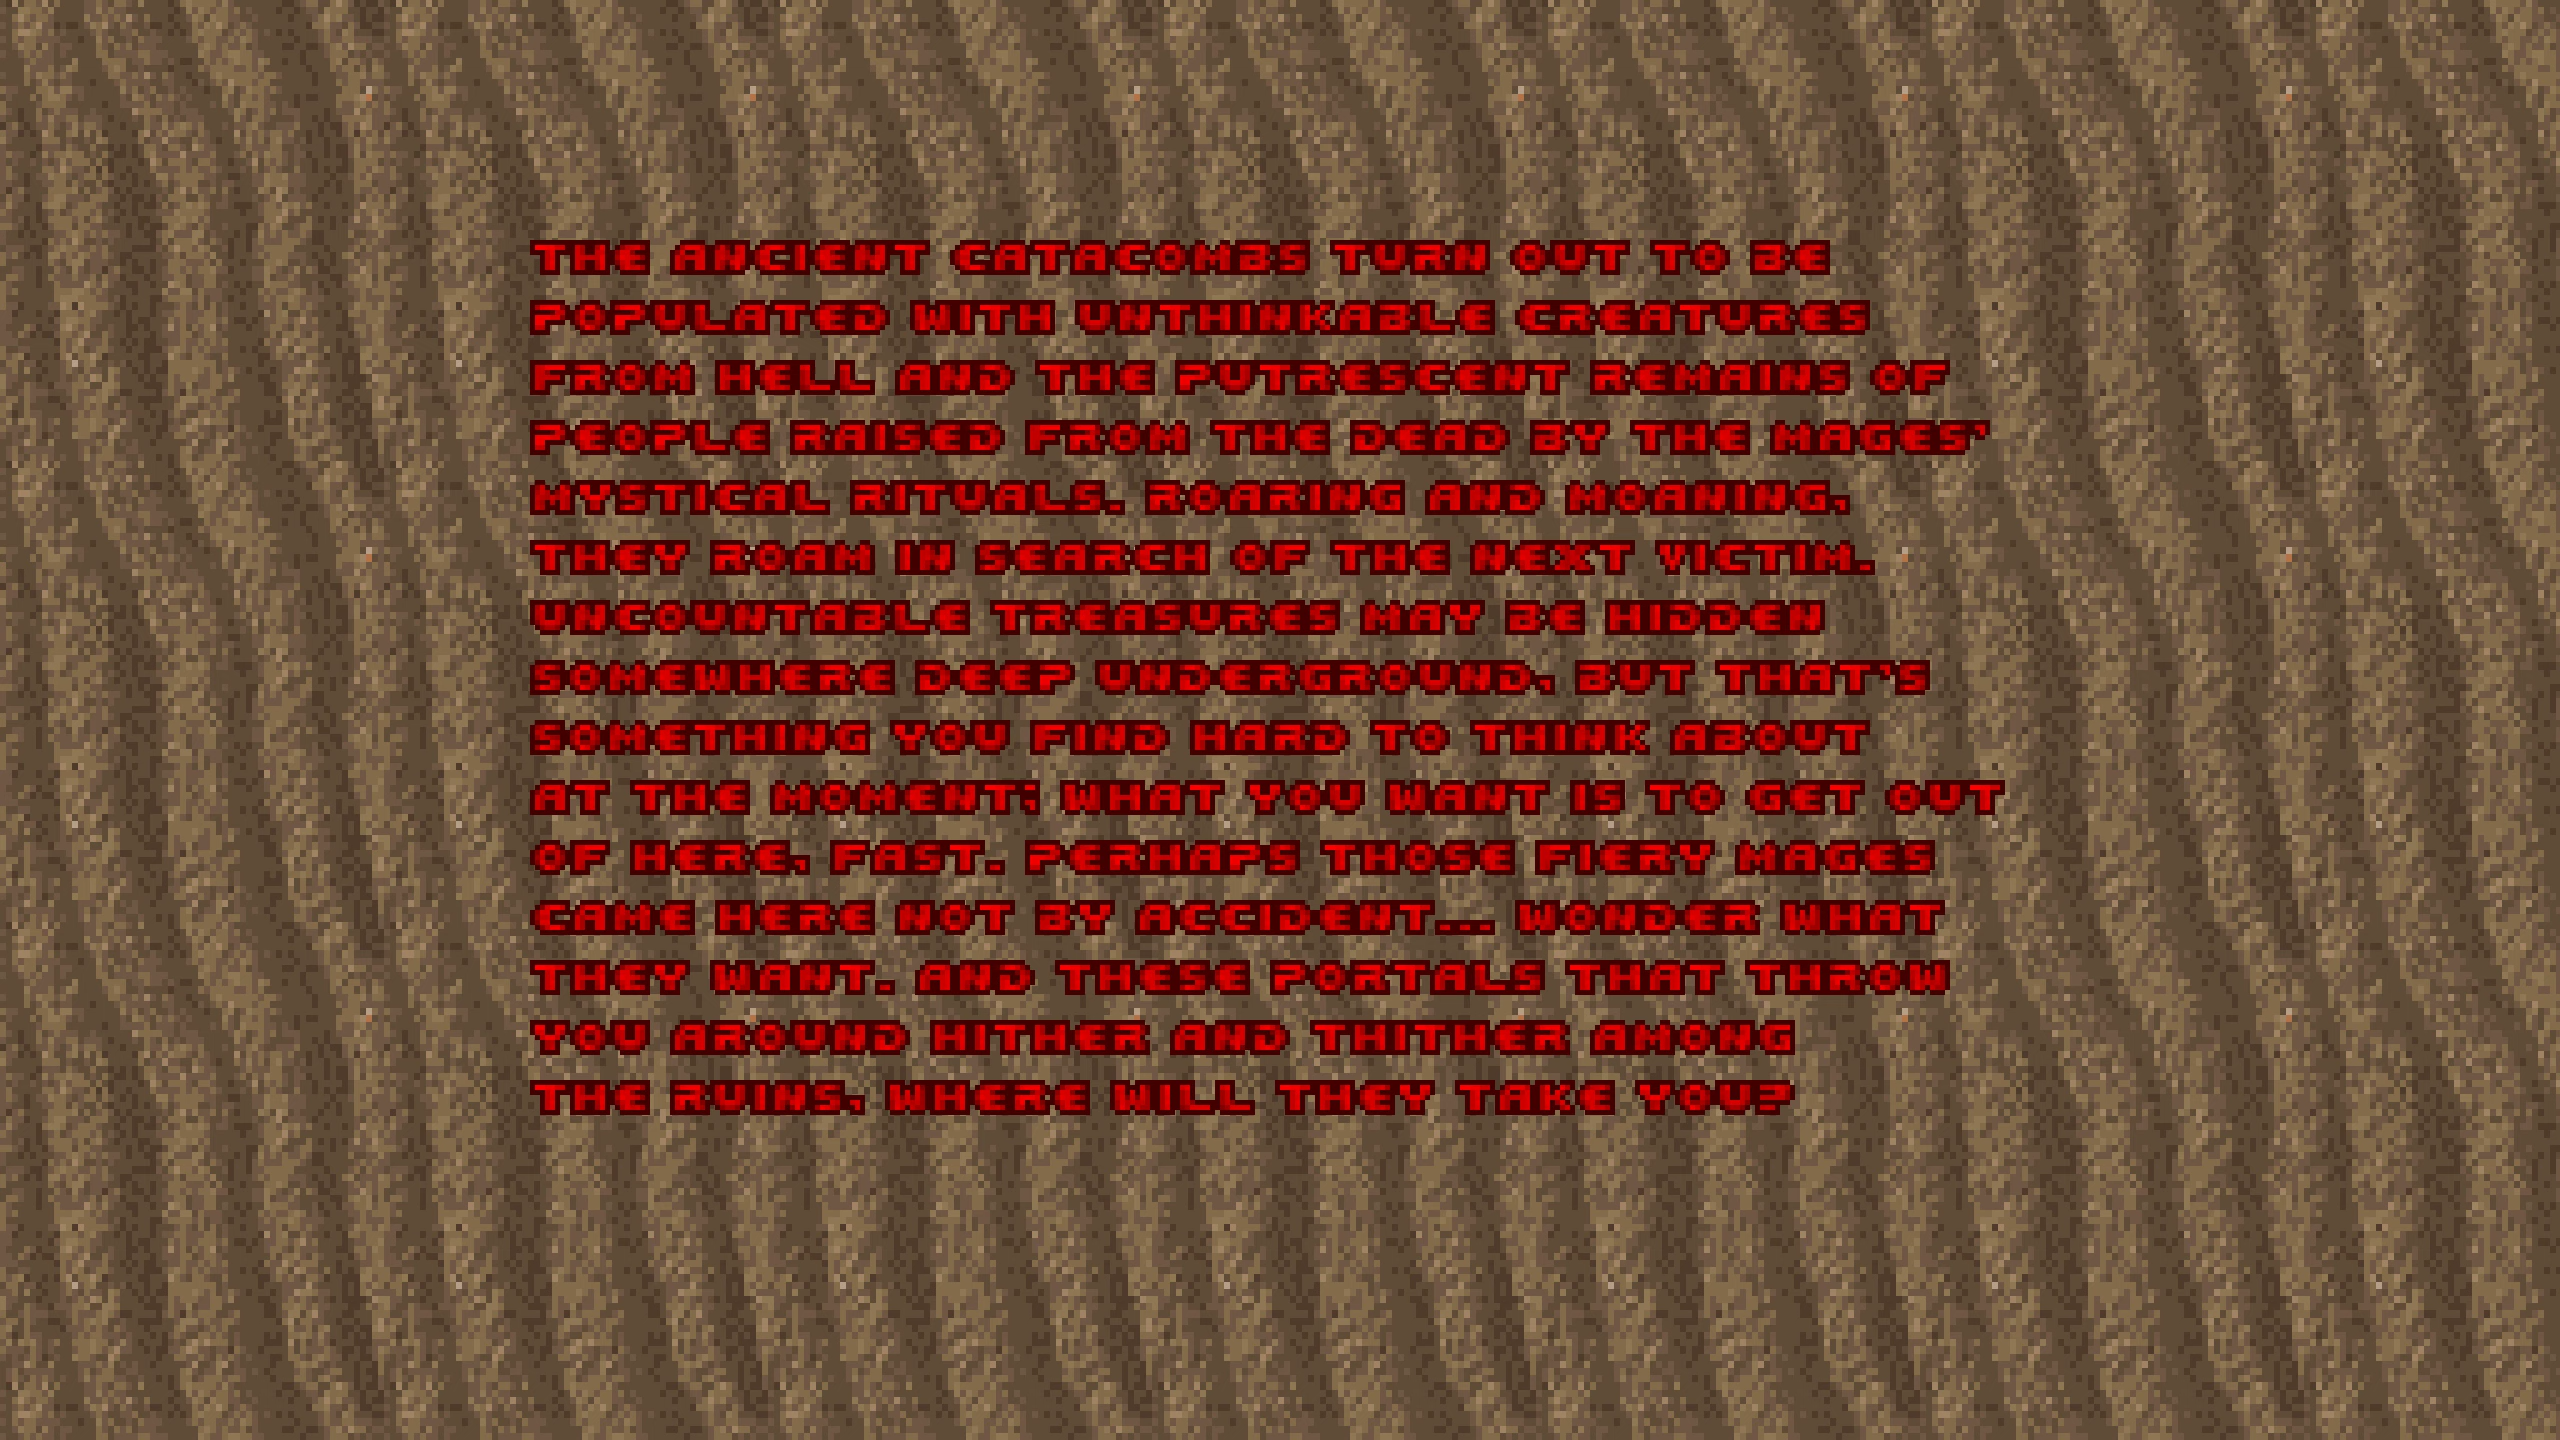 THE ANCIENT CATACOMBS TURN OUT TO BE
POPULATED WITH UNTHINKABLE CREATURES
FROM HELL AND THE PUTRESCENT REMAINS OF
PEOPLE RAISED FROM THE DEAD BY THE MAGES'
MYSTICAL RITUALS. ROARING AND MOANING,
THEY ROAM IN SEARCH OF THE NEXT VICTIM.
UNCOUNTABLE TREASURES MAY BE HIDDEN
SOMEWHERE DEEP UNDERGROUND, BUT THAT'S
SOMETHING YOU FIND HARD TO THINK ABOUT
AT THE MOMENT; WHAT YOU WANT IS TO GET OUT
OF HERE, FAST. PERHAPS THOSE FIERY MAGES
CAME HERE NOT BY ACCIDENT... WONDER WHAT
THEY WANT. AND THESE PORTALS THAT THROW
YOU AROUND HITHER AND THITHER AMONG
THE RUINS, WHERE WILL THEY TAKE YOU?